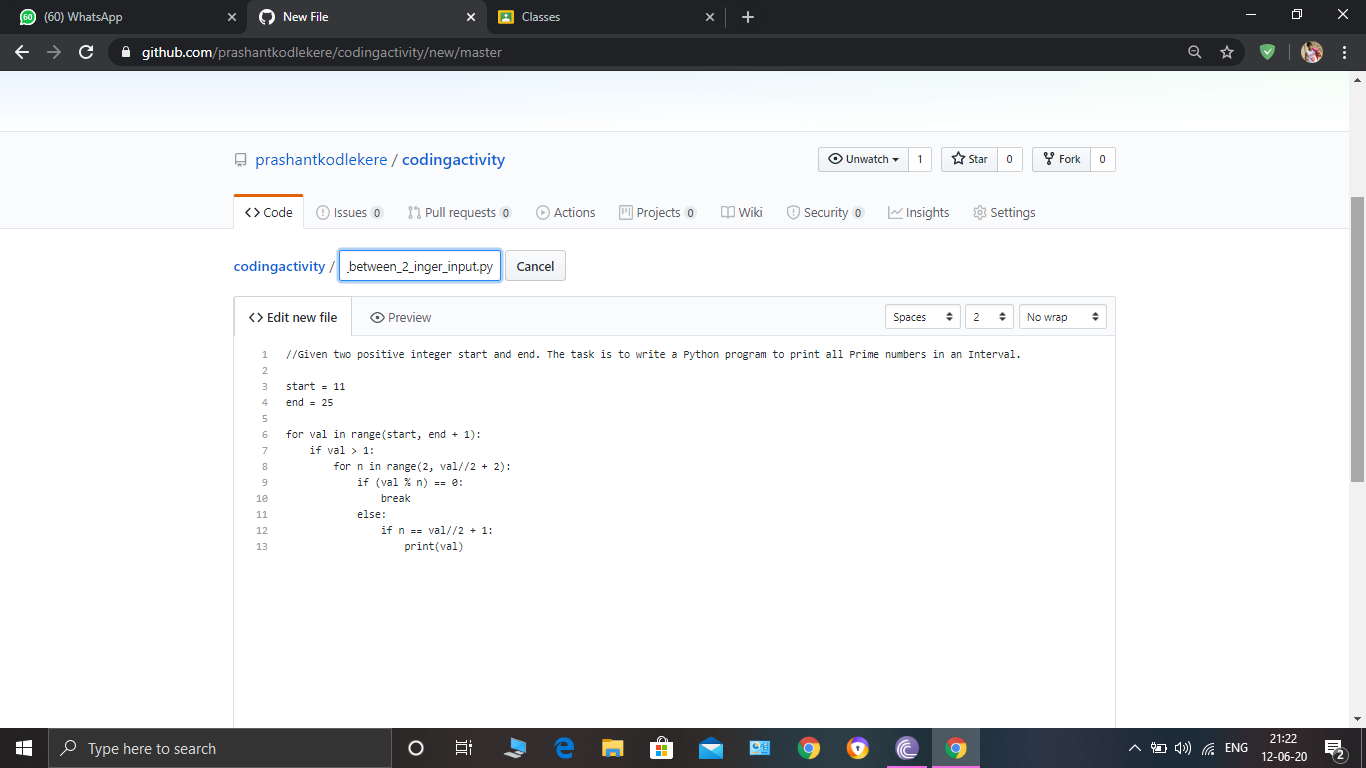 (60) WhatsApp
New File
Classes
github.com/prashantkodlekere/codingactivity/new/master
prashantkodlekere / codingactivity
Unwatch 1
Star 0
Fork 0
Code
Issues 0
Pull requests 0
Actions
Projects 0
Wiki
Security 0
Insights
Settings
codingactivity / _between_2_inger_input.py Cancel
Edit new file
Preview
Spaces
2
No wrap
1 //Given two positive integer start and end. The task is to write a Python program to print all Prime numbers in an Interval.
2
3 start = 11
4 end = 25
5
6 for val in range(start, end + 1):
7 if val > 1:
8 for n in range(2, val//2 + 2):
9 if (val % n) == 0:
10 break
11 else:
12 if n == val//2 + 1:
13 print(val)
Type here to search
ENG
21:22
12-06-20
2